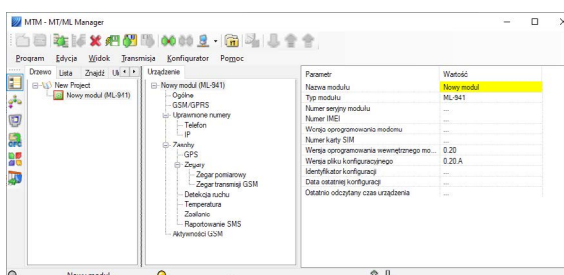 MTM - MT/ML Manager
Program Edycja Widok Transmisja Konfigurator Pomoc
Drzewo Lista Znajdź
New Project
Nowy moduł (ML-941)
Urządzenie
Nowy moduł (ML-941)
Ogólne
GSM/GPRS
Uprawnione numery
Telefon
IP
Zasoby
GPS
Zegary
Zegar pomiarowy
Zegar transmisji GSM
Detekcja ruchu
Temperatura
Zasilanie
Raportowanie SMS
Aktywności GSM
Parametr Wartość
Nazwa modułu Nowy moduł
Typ modułu ML-941
Numer seryjny modułu ...
Numer IMEI ...
Wersja oprogramowania modemu ...
Numer karty SIM ...
Wersja oprogramowania wewnętrznego mo... 0.20
Wersja pliku konfiguracyjnego 0.20.A
Identyfikator konfiguracji ...
Data ostatniej konfiguracji ...
Ostatnio odczytany czas urządzenia ...